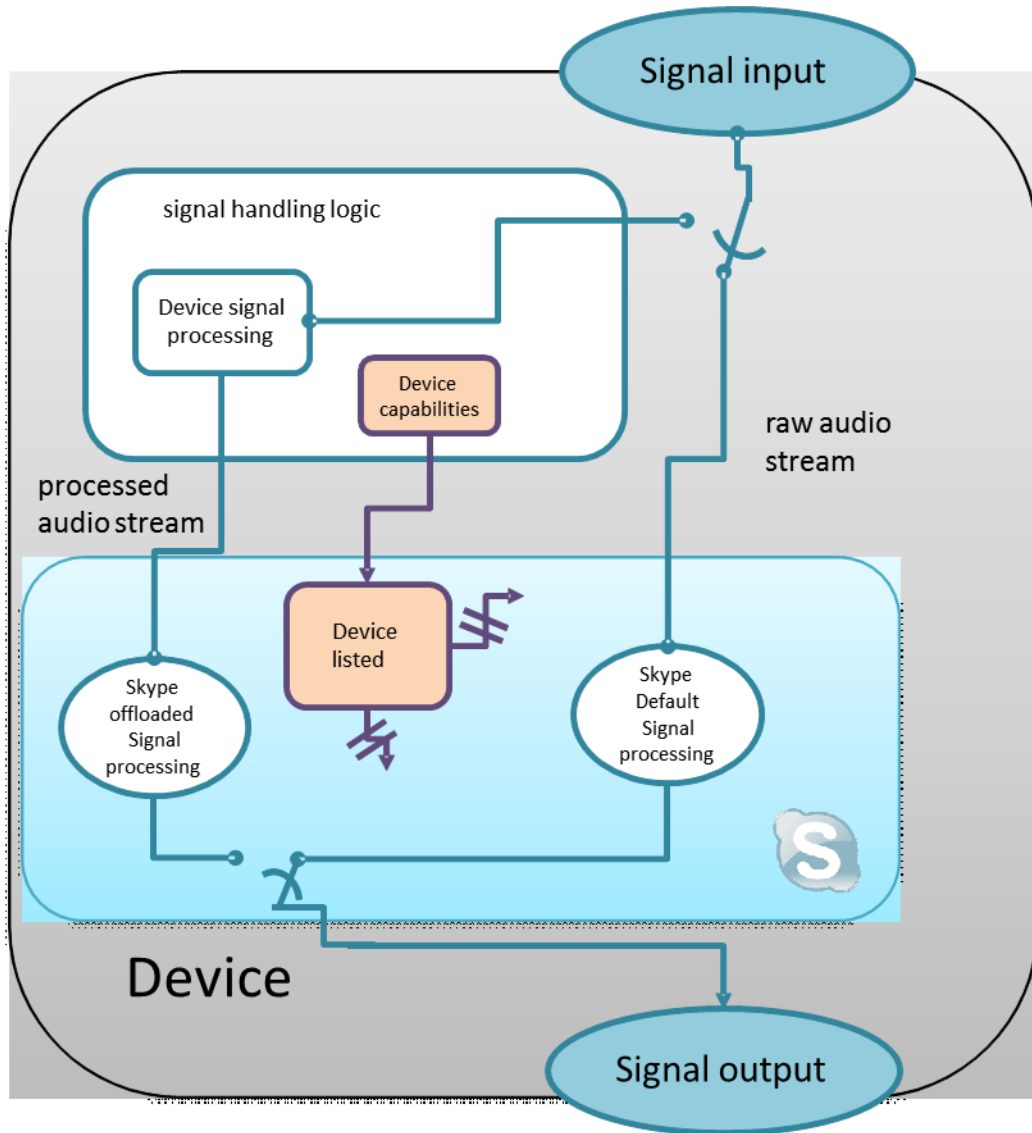 Signal input
signal handling logic
Device signal
processing
Device
capabilities
raw audio
stream
processed
audio stream
Device
listed
Skype
offloaded
Signal
processing
Skype
Default
Signal
processing
S
Device
Signal output